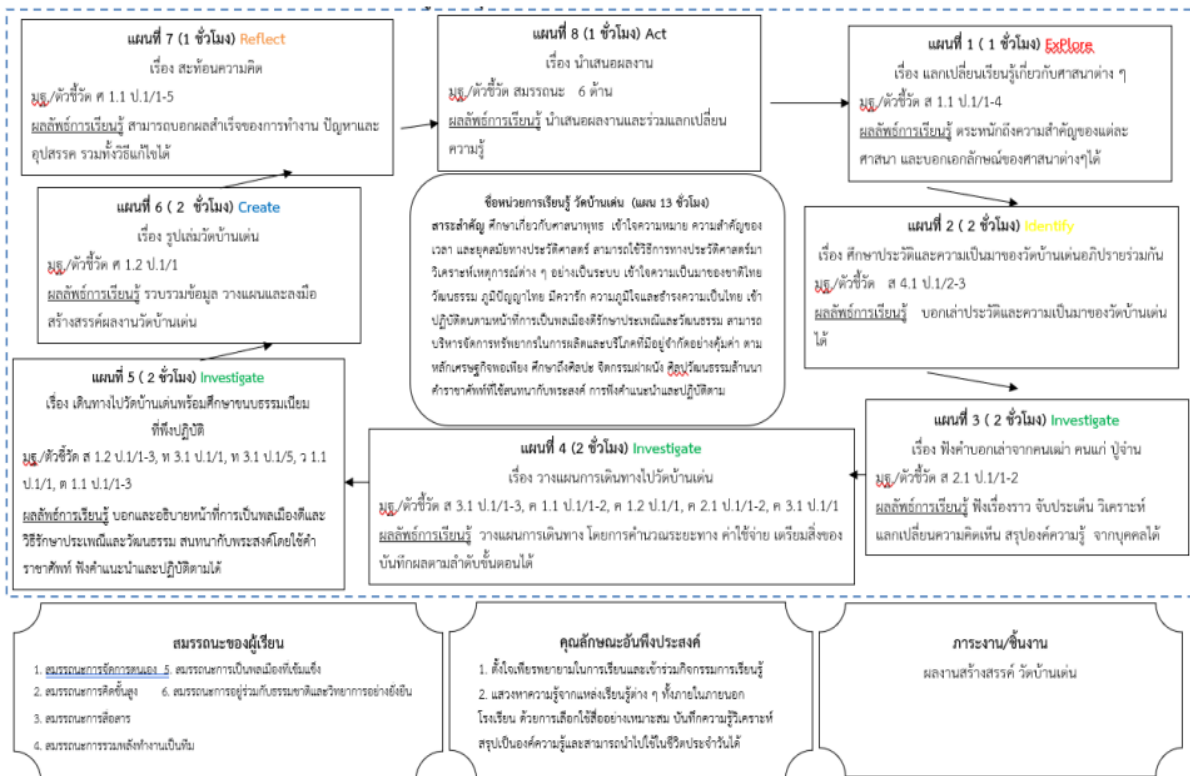 แผนที่ 7 (1 ชั่วโมง) Reflect
เรื่อง สะท้อนความคิด
มฐ./ตัวชี้วัด ศ 1.1 ป.1/1-5
ผลลัพธ์การเรียนรู้ สามารถบอกผลสำเร็จของการทำงาน ปัญหาและ
อุปสรรค รวมทั้งวิธีแก้ไขได้
แผนที่ 8 (1 ชั่วโมง) Act
เรื่อง นำเสนอผลงาน
มฐ./ตัวชี้วัด สมรรถนะ 6 ด้าน
ผลลัพธ์การเรียนรู้ นำเสนอผลงานและร่วมแลกเปลี่ยน
ความรู้
แผนที่ 1 ( 1 ชั่วโมง) ExPlore
เรื่อง แลกเปลี่ยนเรียนรู้เกี่ยวกับศาสนาต่าง ๆ
มฐ./ตัวชี้วัด ส 1.1 ป.1/1-4
ผลลัพธ์การเรียนรู้ ตระหนักถึงความสำคัญของแต่ละ
ศาสนา และบอกเอกลักษณ์ของศาสนาต่างๆได้
แผนที่ 6 ( 2 ชั่วโมง) Create
เรื่อง รูปเล่มวัดบ้านเด่น
มฐ./ตัวชี้วัด ศ 1.2 ป.1/1
ผลลัพธ์การเรียนรู้ รวบรวมข้อมูล วางแผนและลงมือ
สร้างสรรค์ผลงานวัดบ้านเด่น
ชื่อหน่วยการเรียนรู้ วัดบ้านเด่น (แผน 13 ชั่วโมง)
สาระสำคัญ ศึกษาเกี่ยวกับศาสนาพุทธ เข้าใจความหมาย ความสำคัญของ
เวลา และยุคสมัยทางประวัติศาสตร์ สามารถใช้วิธีการทางประวัติศาสตร์มา
วิเคราะห์เหตุการณ์ต่าง ๆ อย่างเป็นระบบ เข้าใจความเป็นมาของชาติไทย
วัฒนธรรม ภูมิปัญญาไทย มีความรัก ความภูมิใจและธำรงความเป็นไทย เข้า
ปฏิบัติตนตามหน้าที่การเป็นพลเมืองดีรักษาประเพณีและวัฒนธรรม สามารถ
บริหารจัดการทรัพยากรในการผลิตและบริโภคที่มีอยู่จำกัดอย่างคุ้มค่า ตาม
หลักเศรษฐกิจพอเพียง ศึกษาถึงศิลปะ จิตกรรมฝาผนัง ศิลปวัฒนธรรมล้านนา
คำราชาศัพท์ที่ใช้สนทนากับพระสงค์ การฟังคำแนะนำและปฏิบัติตาม
แผนที่ 2 ( 2 ชั่วโมง) Identify
เรื่อง ศึกษาประวัติและความเป็นมาของวัดบ้านเด่นอภิปรายร่วมกัน
มฐ./ตัวชี้วัด ส 4.1 ป.1/2-3
ผลลัพธ์การเรียนรู้ บอกเล่าประวัติและความเป็นมาของวัดบ้านเด่น
ได้
แผนที่ 5 ( 2 ชั่วโมง) Investigate
เรื่อง เดินทางไปวัดบ้านเด่นพร้อมศึกษาขนบธรรมเนียม
ที่พึงปฏิบัติ
มฐ./ตัวชี้วัด ส 1.2 ป.1/1-3, ท 3.1 ป.1/1, ท 3.1 ป.1/5, ว 1.1
ป.1/1, ต 1.1 ป.1/1-3
ผลลัพธ์การเรียนรู้ บอกและอธิบายหน้าที่การเป็นพลเมืองดีและ
วิธีรักษาประเพณีและวัฒนธรรม สนทนากับพระสงค์โดยใช้คำ
ราชาศัพท์ ฟังคำแนะนำและปฏิบัติตามได้
แผนที่ 4 (2 ชั่วโมง) Investigate
เรื่อง วางแผนการเดินทางไปวัดบ้านเด่น
มฐ./ตัวชี้วัด ส 3.1 ป.1/1-3, ค 1.1 ป.1/1-2, ค 1.2 ป.1/1, ค 2.1 ป.1/1-2, ค 3.1 ป.1/1
ผลลัพธ์การเรียนรู้ วางแผนการเดินทาง โดยการคำนวณระยะทาง ค่าใช้จ่าย เตรียมสิ่งของ
บันทึกผลตามลำดับขั้นตอนได้
แผนที่ 3 ( 2 ชั่วโมง) Investigate
เรื่อง ฟังคำบอกเล่าจากคนเฒ่า คนแก่ ปู่จ๋าน
มฐ./ตัวชี้วัด ส 2.1 ป.1/1-2
ผลลัพธ์การเรียนรู้ ฟังเรื่องราว จับประเด็น วิเคราะห์
แลกเปลี่ยนความคิดเห็น สรุปองค์ความรู้ จากบุคคลได้
สมรรถนะของผู้เรียน
1. สมรรถนะการจัดการตนเอง 5. สมรรถนะการเป็นพลเมืองที่เข้มแข็ง
2. สมรรถนะการคิดขั้นสูง 6. สมรรถนะการอยู่ร่วมกับธรรมชาติและวิทยาการอย่างยั่งยืน
3. สมรรถนะการสื่อสาร
4. สมรรถนะการรวมพลังทำงานเป็นทีม
คุณลักษณะอันพึงประสงค์
1. ตั้งใจเพียรพยายามในการเรียนและเข้าร่วมกิจกรรมการเรียนรู้
2. แสวงหาความรู้จากแหล่งเรียนรู้ต่าง ๆ ทั้งภายในภายนอก
โรงเรียน ด้วยการเลือกใช้สื่ออย่างเหมาะสม บันทึกความรู้วิเคราะห์
สรุปเป็นองค์ความรู้และสามารถนำไปใช้ในชีวิตประจำวันได้
ภาระงาน/ชิ้นงาน
ผลงานสร้างสรรค์ วัดบ้านเด่น